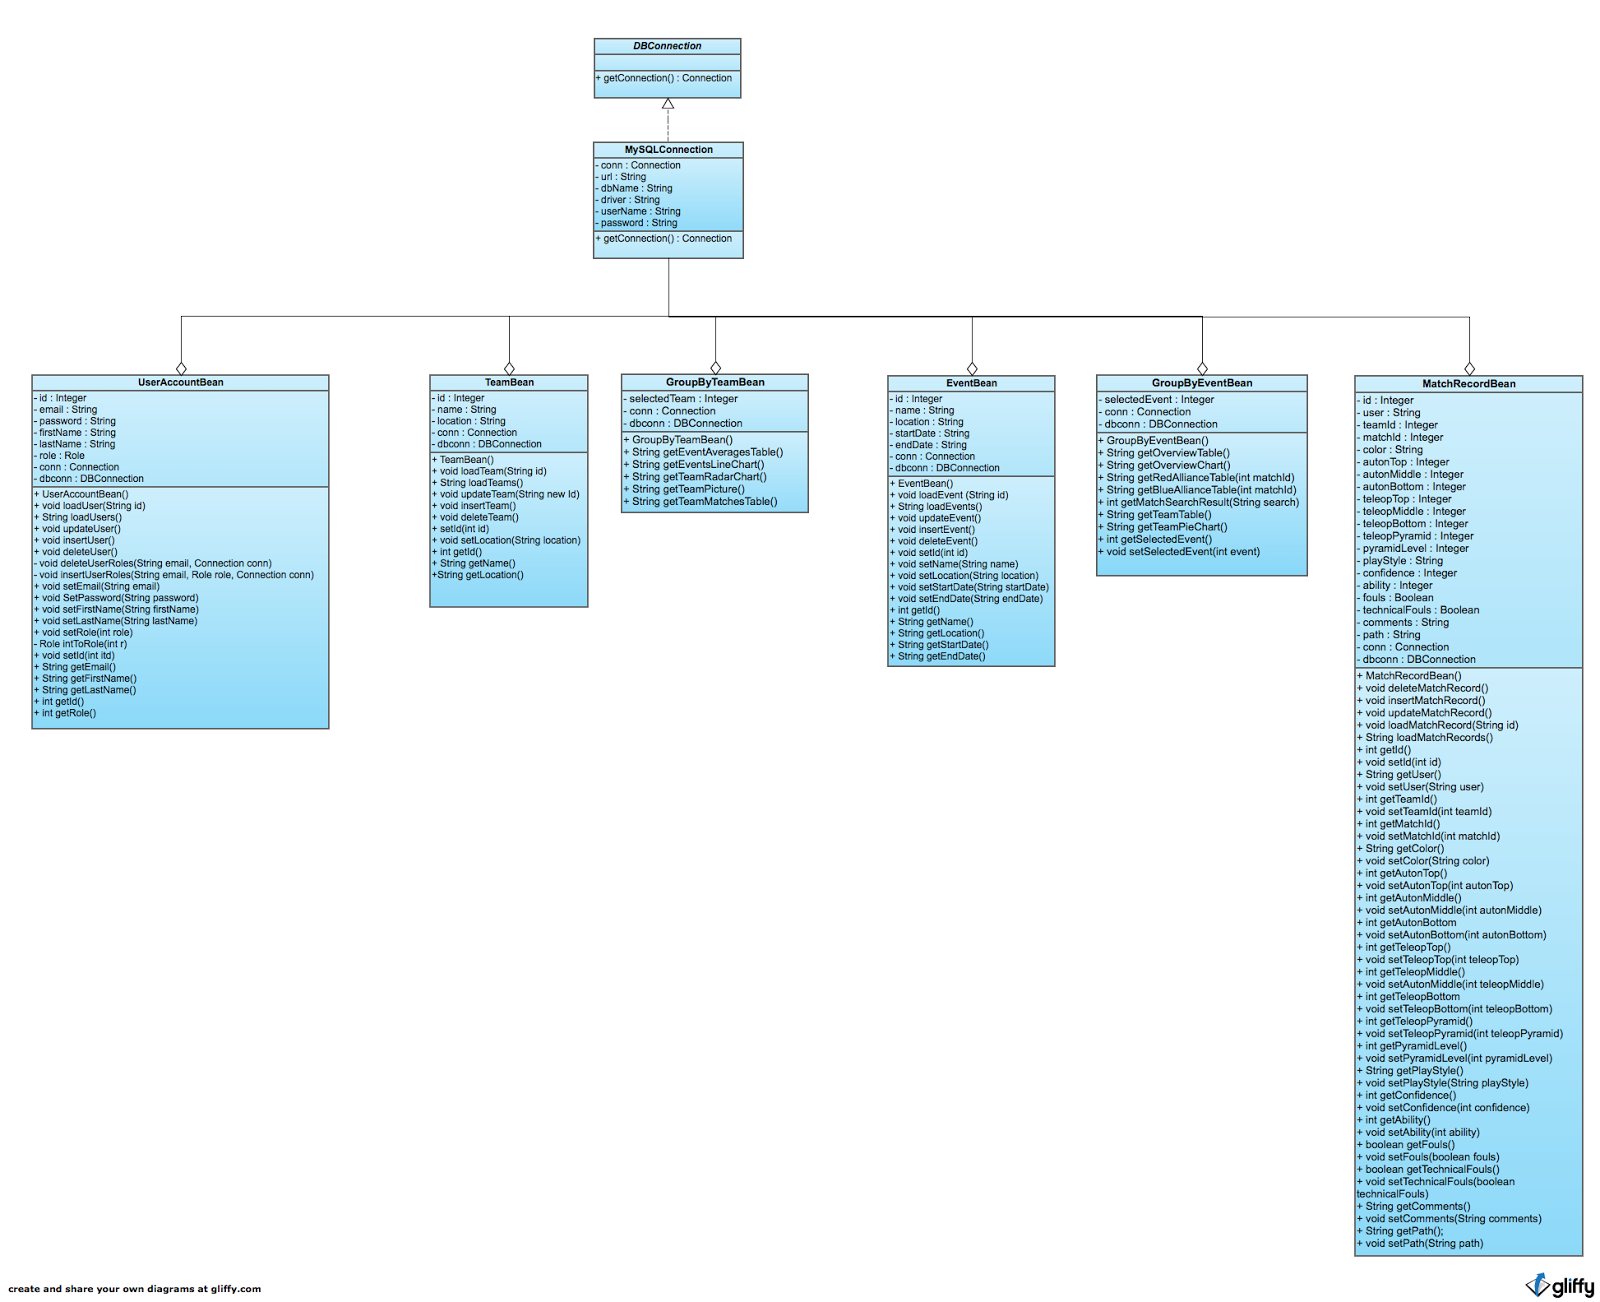 DBConnection
+ getConnection() : Connection
MySQLConnection
- conn : Connection
- url : String
- dbName : String
- driver : String
- userName : String
- password : String
+ getConnection() : Connection
UserAccountBean
- id : Integer
- email : String
- password : String
- firstName : String
- lastName : String
- role : Role
- conn : Connection
- dbconn : DBConnection
+ UserAccountBean()
+ void loadUser(String id)
+ String loadUsers()
+ void updateUser()
+ void insertUser()
+ void deleteUser()
- void deleteUserRoles(String email, Connection conn)
- void insertUserRoles(String email, Role role, Connection conn)
+ void setEmail(String email)
+ void SetPassword(String password)
+ void setFirstName(String firstName)
+ void setLastName(String lastName)
+ void setRole(int role)
- Role intToRole(int r)
+ void setId(int itd)
+ String getEmail()
+ String getFirstName()
+ String getLastName()
+ int getId()
+ int getRole()
TeamBean
- id : Integer
- name : String
- location : String
- conn : Connection
- dbconn : DBConnection
+ TeamBean()
+ void loadTeam(String id)
+ String loadTeams()
+ void updateTeam(String new Id)
+ void insertTeam()
+ void deleteTeam()
+ setId(int id)
+ void setLocation(String location)
+ int getId()
+ String getName()
+String getLocation()
GroupByTeamBean
- selectedTeam : Integer
- conn : Connection
- dbconn : DBConnection
+ GroupByTeamBean()
+ String getEventAveragesTable()
+ String getEventsLineChart()
+ String getTeamRadarChart()
+ String getTeamPicture()
+ String getTeamMatchesTable()
EventBean
- id : Integer
- name : String
- location : String
- startDate : String
- endDate : String
- conn : Connection
- dbconn : DBConnection
+ EventBean()
+ void loadEvent (String id)
+ String loadEvents()
+ void updateEvent()
+ void insertEvent()
+ void deleteEvent()
+ void setId(int id)
+ void setName(String name)
+ void setLocation(String location)
+ void setStartDate(String startDate)
+ void setEndDate(String endDate)
+ int getId()
+ String getName()
+ String getLocation()
+ String getStartDate()
+ String getEndDate()
GroupByEventBean
- selectedEvent : Integer
- conn : Connection
- dbconn : DBConnection
+ GroupByEventBean()
+ String getOverviewTable()
+ String getOverviewChart()
+ String getRedAllianceTable(int matchId)
+ String getBlueAllianceTable(int matchId)
+ int getMatchSearchResult(String search)
+ String getTeamTable()
+ String getTeamPieChart()
+ int getSelectedEvent()
+ void setSelectedEvent(int event)
MatchRecordBean
- id : Integer
- user : String
- teamId : Integer
- matchId : Integer
- color : String
- autonTop : Integer
- autonMiddle : Integer
- autonBottom : Integer
- teleopTop : Integer
- teleopMiddle : Integer
- teleopBottom : Integer
- teleopPyramid : Integer
- pyramidLevel : Integer
- playStyle : String
- confidence : Integer
- ability : Integer
- fouls : Boolean
- technicalFouls : Boolean
- comments : String
- path : String
- conn : Connection
- dbconn : DBConnection
+ MatchRecordBean()
+ void deleteMatchRecord()
+ void insertMatchRecord()
+ void updateMatchRecord()
+ void loadMatchRecord(String id)
+ String loadMatchRecords()
+ int getId()
+ void setId(int id)
+ String getUser()
+ void setUser(String user)
+ int getTeamId()
+ void setTeamId(int teamId)
+ int getMatchId()
+ void setMatchId(int matchId)
+ String getColor()
+ void setColor(String color)
+ int getAutonTop()
+ void setAutonTop(int autonTop)
+ int getAutonMiddle()
+ void setAutonMiddle(int autonMiddle)
+ int getAutonBottom
+ void setAutonBottom(int autonBottom)
+ int getTeleopTop()
+ void setTeleopTop(int teleopTop)
+ int getTeleopMiddle()
+ void setAutonMiddle(int teleopMiddle)
+ int getTeleopBottom
+ void setTeleopBottom(int teleopBottom)
+ int getTeleopPyramid()
+ void setTeleopPyramid(int teleopPyramid)
+ int getPyramidLevel()
+ void setPyramidLevel(int pyramidLevel)
+ String getPlayStyle()
+ void setPlayStyle(String playStyle)
+ int getConfidence()
+ void setConfidence(int confidence)
+ int getAbility()
+ void setAbility(int ability)
+ boolean getFouls()
+ void setFouls(boolean fouls)
+ boolean getTechnicalFouls()
+ void setTechnicalFouls(boolean
technicalFouls)
+ String getComments()
+ void setComments(String comments)
+ String getPath();
+ void setPath(String path)
create and share your own diagrams at gliffy.com
gliffy